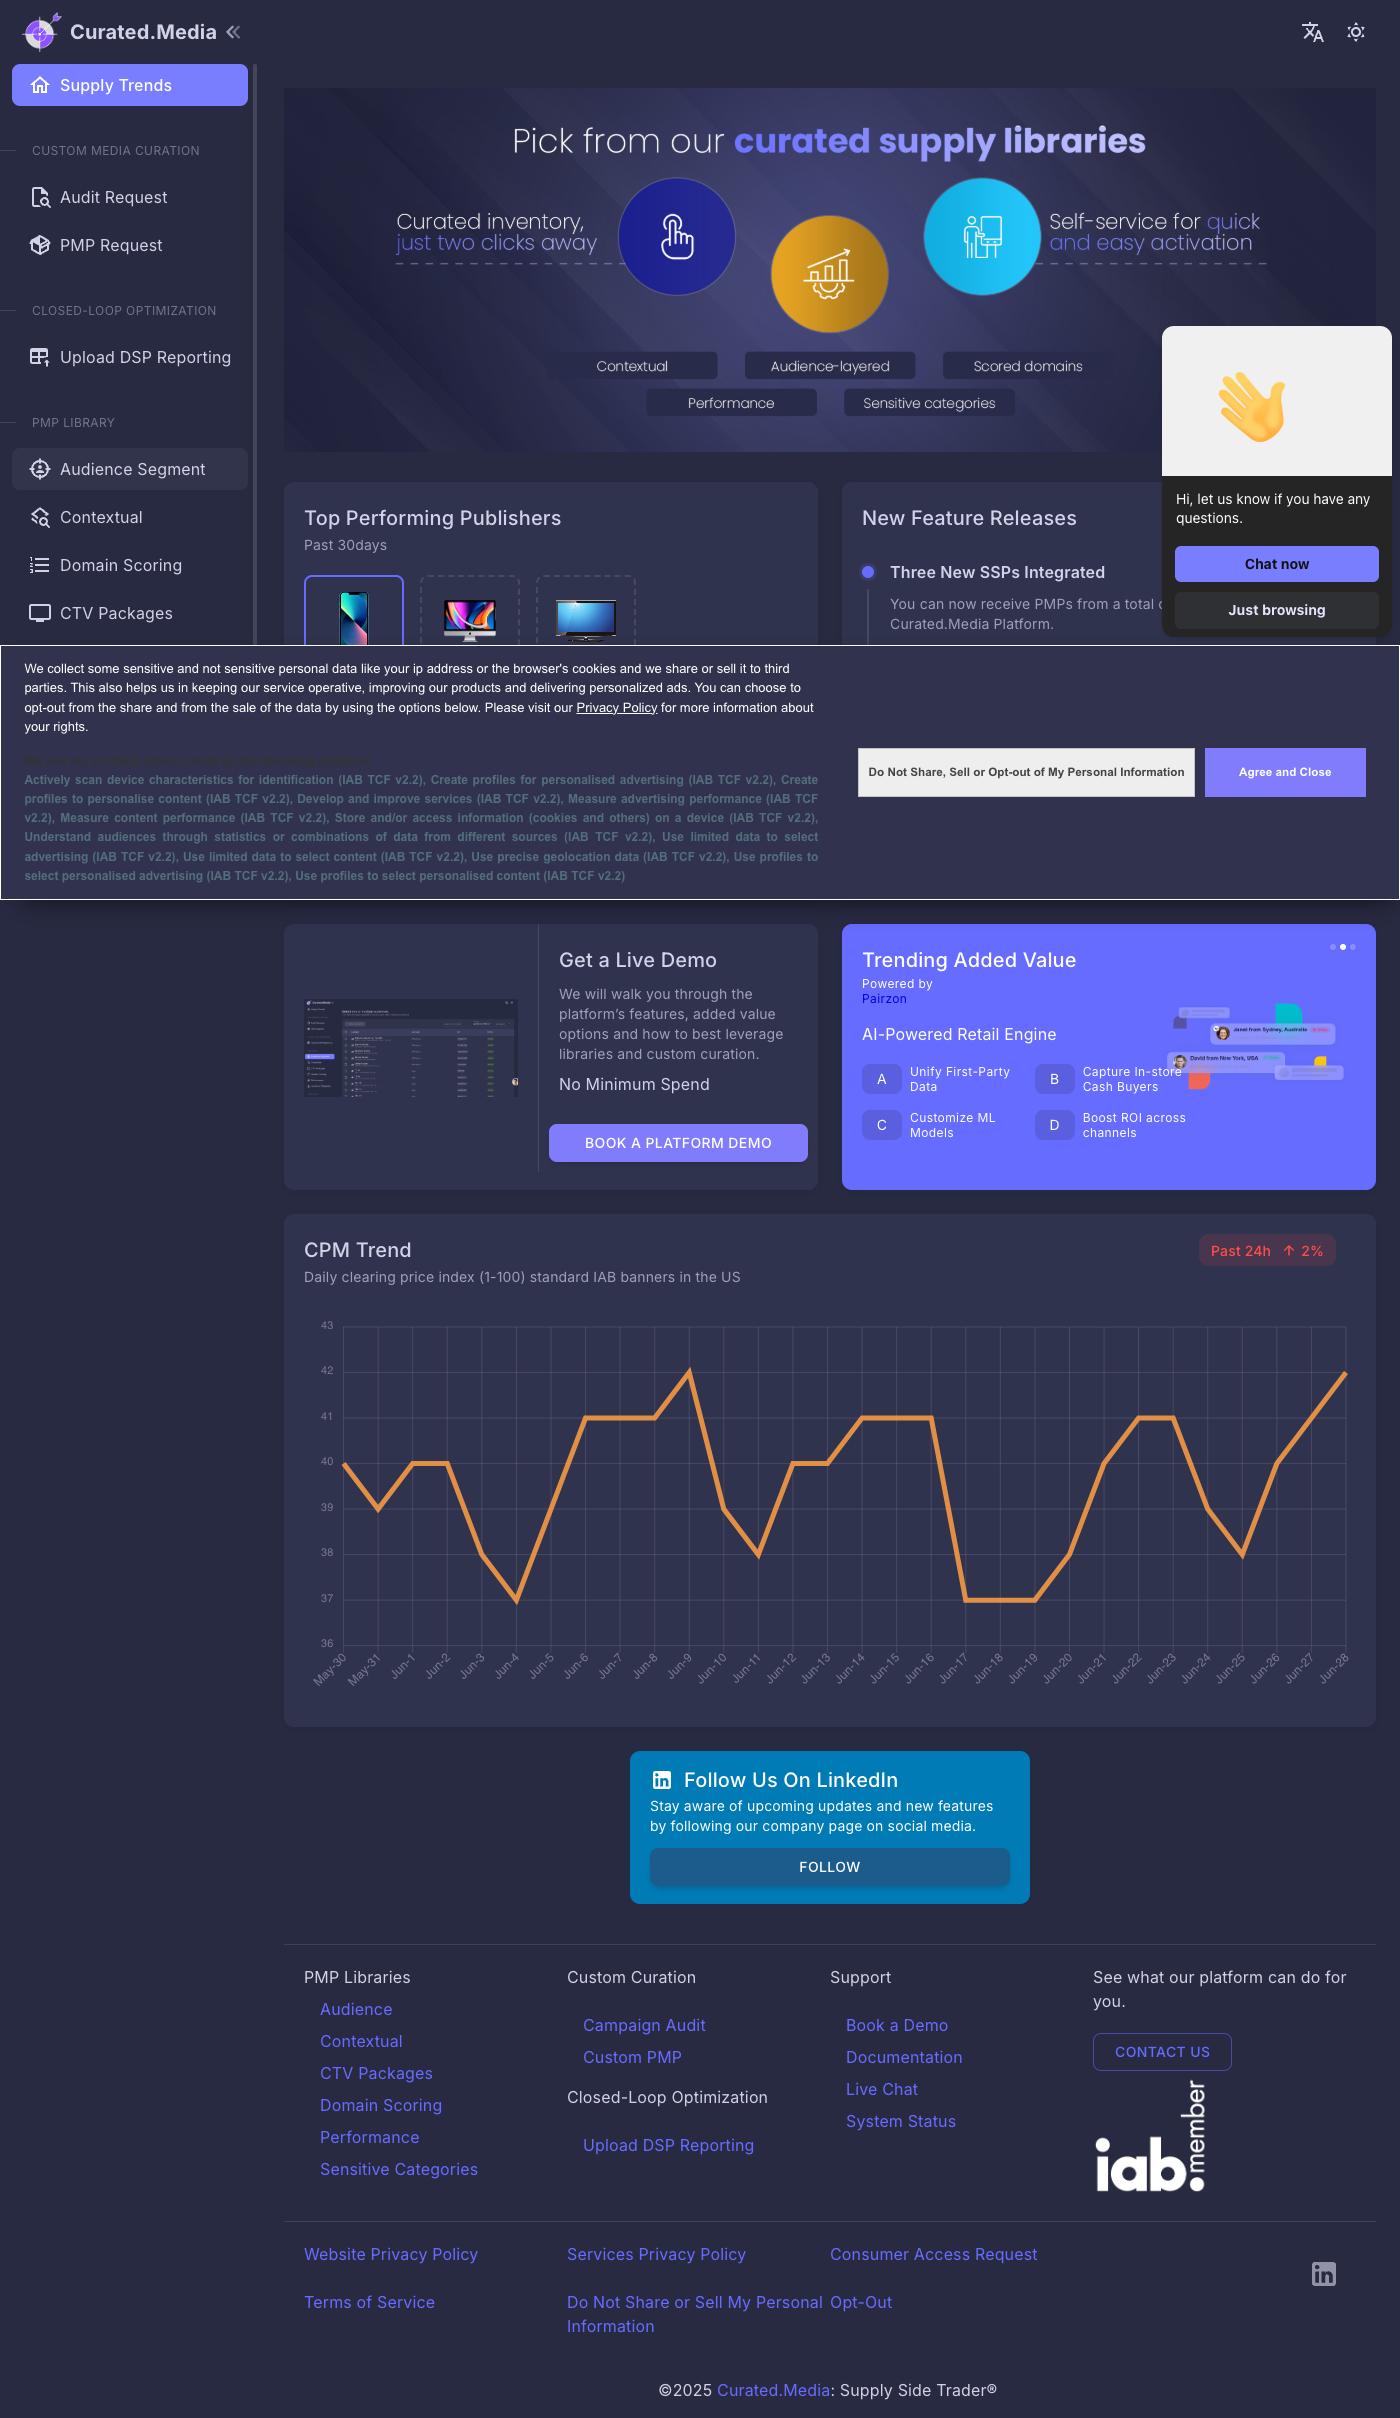 Curated.Media
Supply Trends
CUSTOM MEDIA CURATION
Audit Request
PMP Request
CLOSED-LOOP OPTIMIZATION
Upload DSP Reporting
PMP LIBRARY
Audience Segment
Contextual
Domain Scoring
CTV Packages
Pick from our curated supply libraries
Curated inventory,
just two clicks away
Self-service for quick
and easy activation
Contextual
Audience-layered
Scored domains
Performance
Sensitive categories
Top Performing Publishers
Past 30days
New Feature Releases
Three New SSPs Integrated
You can now receive PMPs from a total
Curated.Media Platform.
Hi, let us know if you have any
questions.
Chat now
Just browsing
We collect some sensitive and not sensitive personal data like your ip address or the browser's cookies and we share or sell it to third
parties. This also helps us in keeping our service operative, improving our products and delivering personalized ads. You can choose to
opt-out from the share and from the sale of the data by using the options below. Please visit our Privacy Policy for more information about
your rights.
Actively scan device characteristics for identification (IAB TCF v2.2), Create profiles for personalised advertising (IAB TCF v2.2), Create
profiles to personalise content (IAB TCF v2.2), Develop and improve services (IAB TCF v2.2), Measure advertising performance (IAB TCF
v2.2), Measure content performance (IAB TCF v2.2), Store and/or access information (cookies and others) on a device (IAB TCF v2.2),
Understand audiences through statistics or combinations of data from different sources (IAB TCF v2.2), Use limited data to select
advertising (IAB TCF v2.2), Use limited data to select content (IAB TCF v2.2), Use precise geolocation data (IAB TCF v2.2), Use profiles to
select personalised advertising (IAB TCF v2.2), Use profiles to select personalised content (IAB TCF v2.2)
Do Not Share, Sell or Opt-out of My Personal Information
Agree and Close
Get a Live Demo
We will walk you through the
platform's features, added value
options and how to best leverage
libraries and custom curation.
No Minimum Spend
BOOK A PLATFORM DEMO
Trending Added Value
Powered by
Pairzon
AI-Powered Retail Engine
A
Unify First-Party
Data
B
Capture In-store
Cash Buyers
C
Customize ML
Models
D
Boost ROI across
channels
Janel from Sydney, Australia
David from New York, USA
CPM Trend
Daily clearing price index (1-100) standard IAB banners in the US
Past 24h ↑ 2%
43
42
41
40
39
38
37
36
May-30
May-31
Jun-1
Jun-2
Jun-3
Jun-4
Jun-5
Jun-6
Jun-7
Jun-8
Jun-9
Jun-10
Jun-11
Jun-12
Jun-13
Jun-14
Jun-15
Jun-16
Jun-17
Jun-18
Jun-19
Jun-20
Jun-21
Jun-22
Jun-23
Jun-24
Jun-25
Jun-26
Jun-27
Jun-28
Follow Us On LinkedIn
Stay aware of upcoming updates and new features
by following our company page on social media.
FOLLOW
PMP Libraries
Audience
Contextual
CTV Packages
Domain Scoring
Performance
Sensitive Categories
Custom Curation
Campaign Audit
Custom PMP
Closed-Loop Optimization
Upload DSP Reporting
Support
Book a Demo
Documentation
Live Chat
System Status
See what our platform can do for
you.
CONTACT US
iab. member
Website Privacy Policy
Services Privacy Policy
Consumer Access Request
Terms of Service
Do Not Share or Sell My Personal
Information
Opt-Out
©2025 Curated.Media: Supply Side Trader®